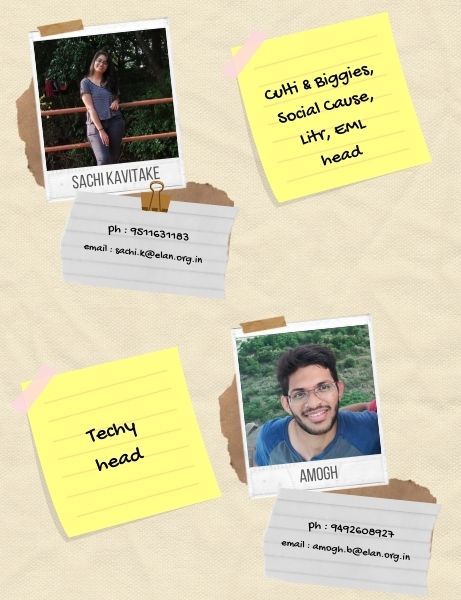 SACHI KAVITAKE
ph : 9511631183
email : sachi.k@elan.org.in
Culti & Biggies,
Social Cause,
Litr, EML
head
Techy
head
AMOGH
ph : 9492608927
email : amogh.b@elan.org.in